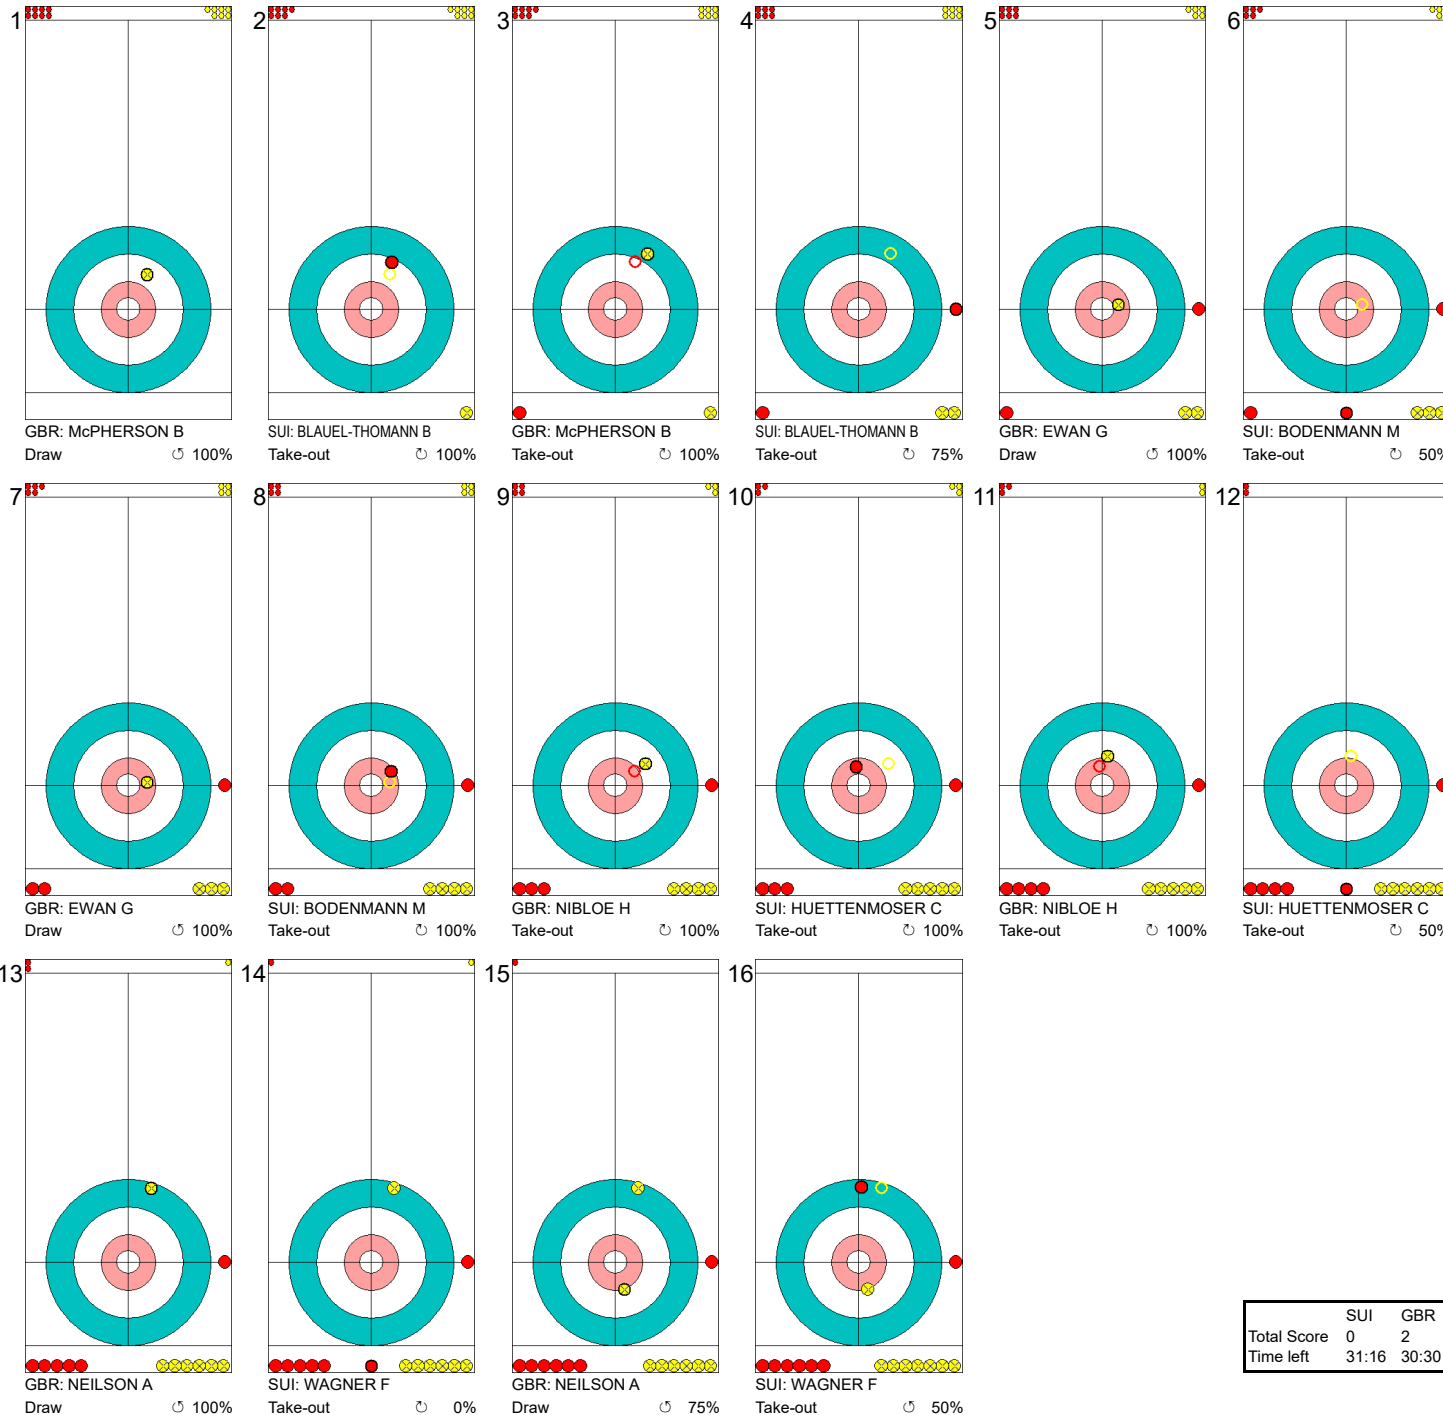 1 2 3 4 5 6
GBR: McPHERSON B SUI: BLAUEL-THOMANN B GBR: McPHERSON B SUI: BLAUEL-THOMANN B GBR: EWAN G SUI: BODENMANN M
Draw ↺ 100% Take-out ↻ 100% Take-out ↻ 100% Take-out ↻ 75% Draw ↻ 100% Take-out ↻ 50%
7 8 9 10 11 12
GBR: EWAN G SUI: BODENMANN M GBR: NIBLOE H SUI: HUETTENMOSER C GBR: NIBLOE H SUI: HUETTENMOSER C
Draw ↺ 100% Take-out ↻ 100% Take-out ↻ 100% Take-out ↻ 100% Take-out ↻ 100% Take-out ↻ 50%
13 14 15 16
GBR: NEILSON A SUI: WAGNER F GBR: NEILSON A SUI: WAGNER F
Draw ↺ 100% Take-out ↻ 0% Draw ↺ 75% Take-out ↺ 50%
SUI GBR
Total Score 0 2
Time left 31:16 30:30